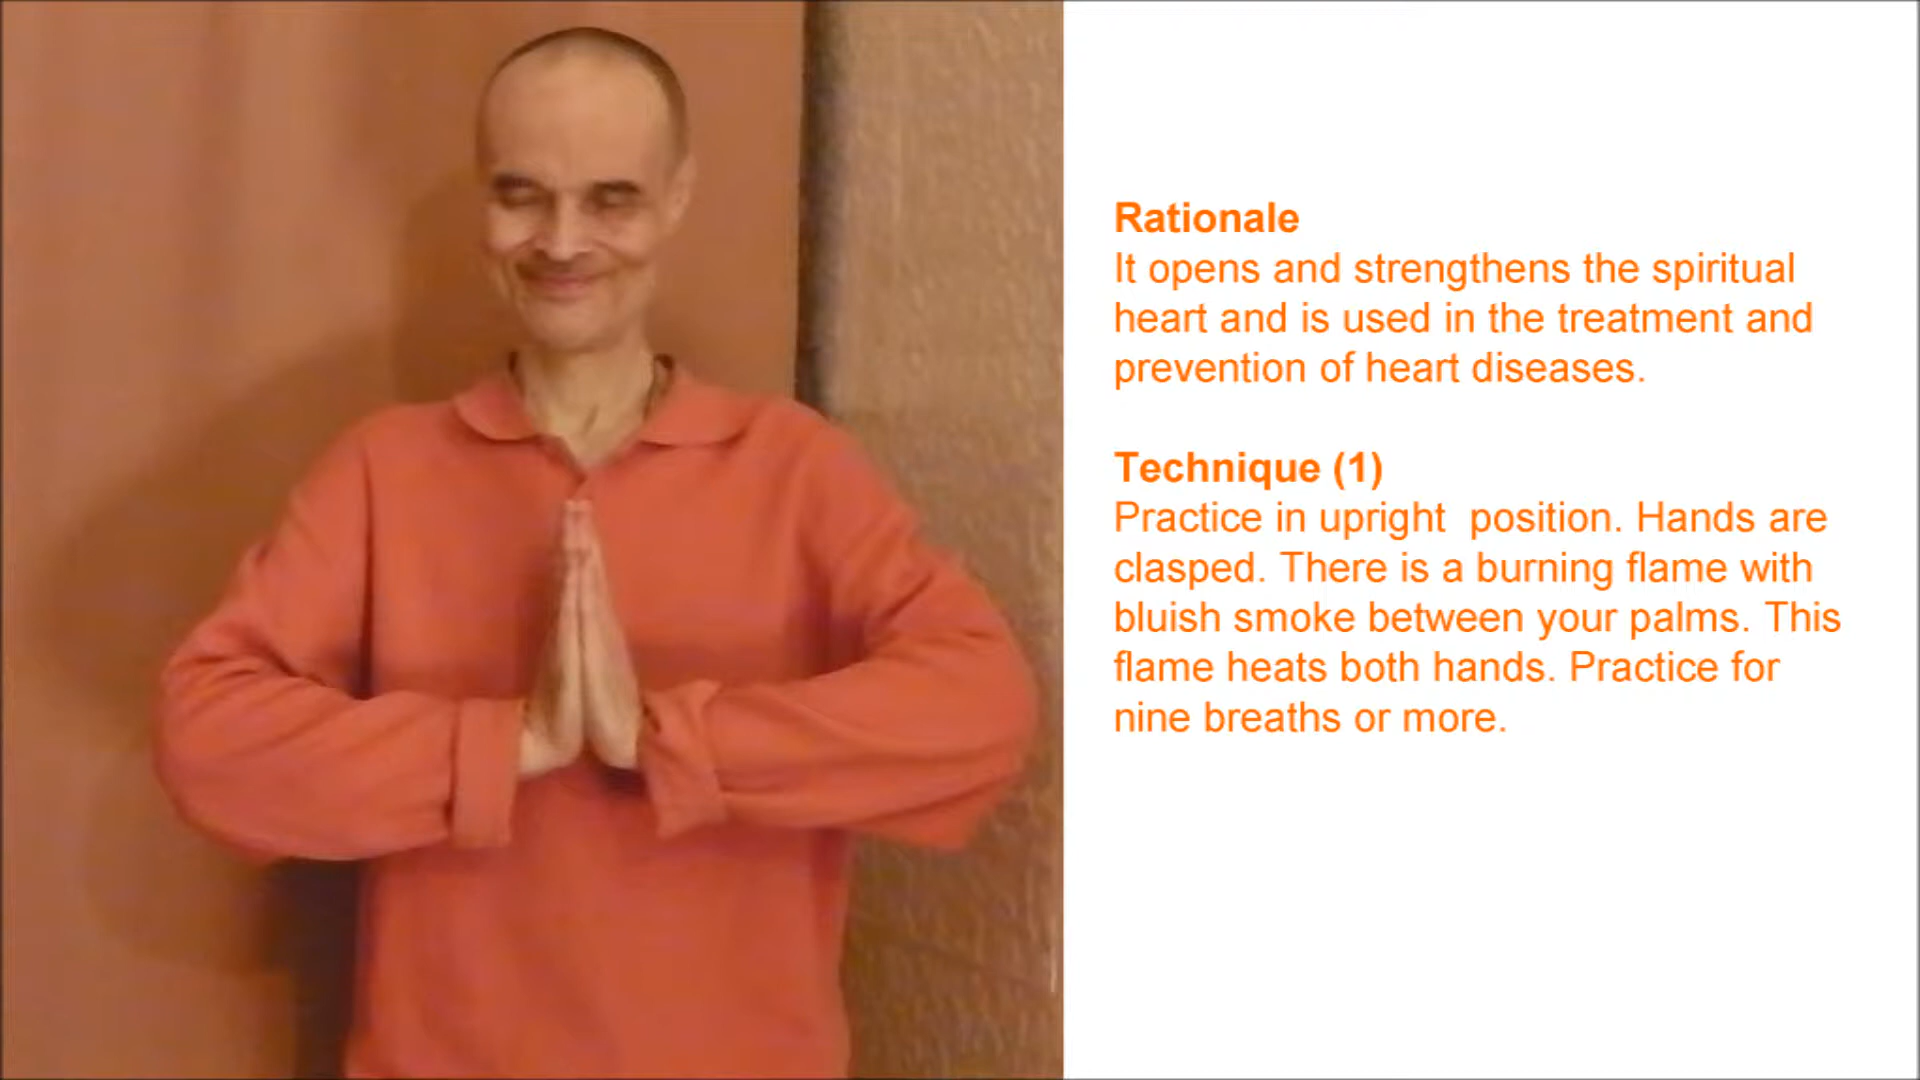 Rationale
It opens and strengthens the spiritual
heart and is used in the treatment and
prevention of heart diseases.
Technique (1)
Practice in upright  position. Hands are
clasped. There is a burning flame with
bluish smoke between your palms. This
flame heats both hands. Practice for
nine breaths or more.